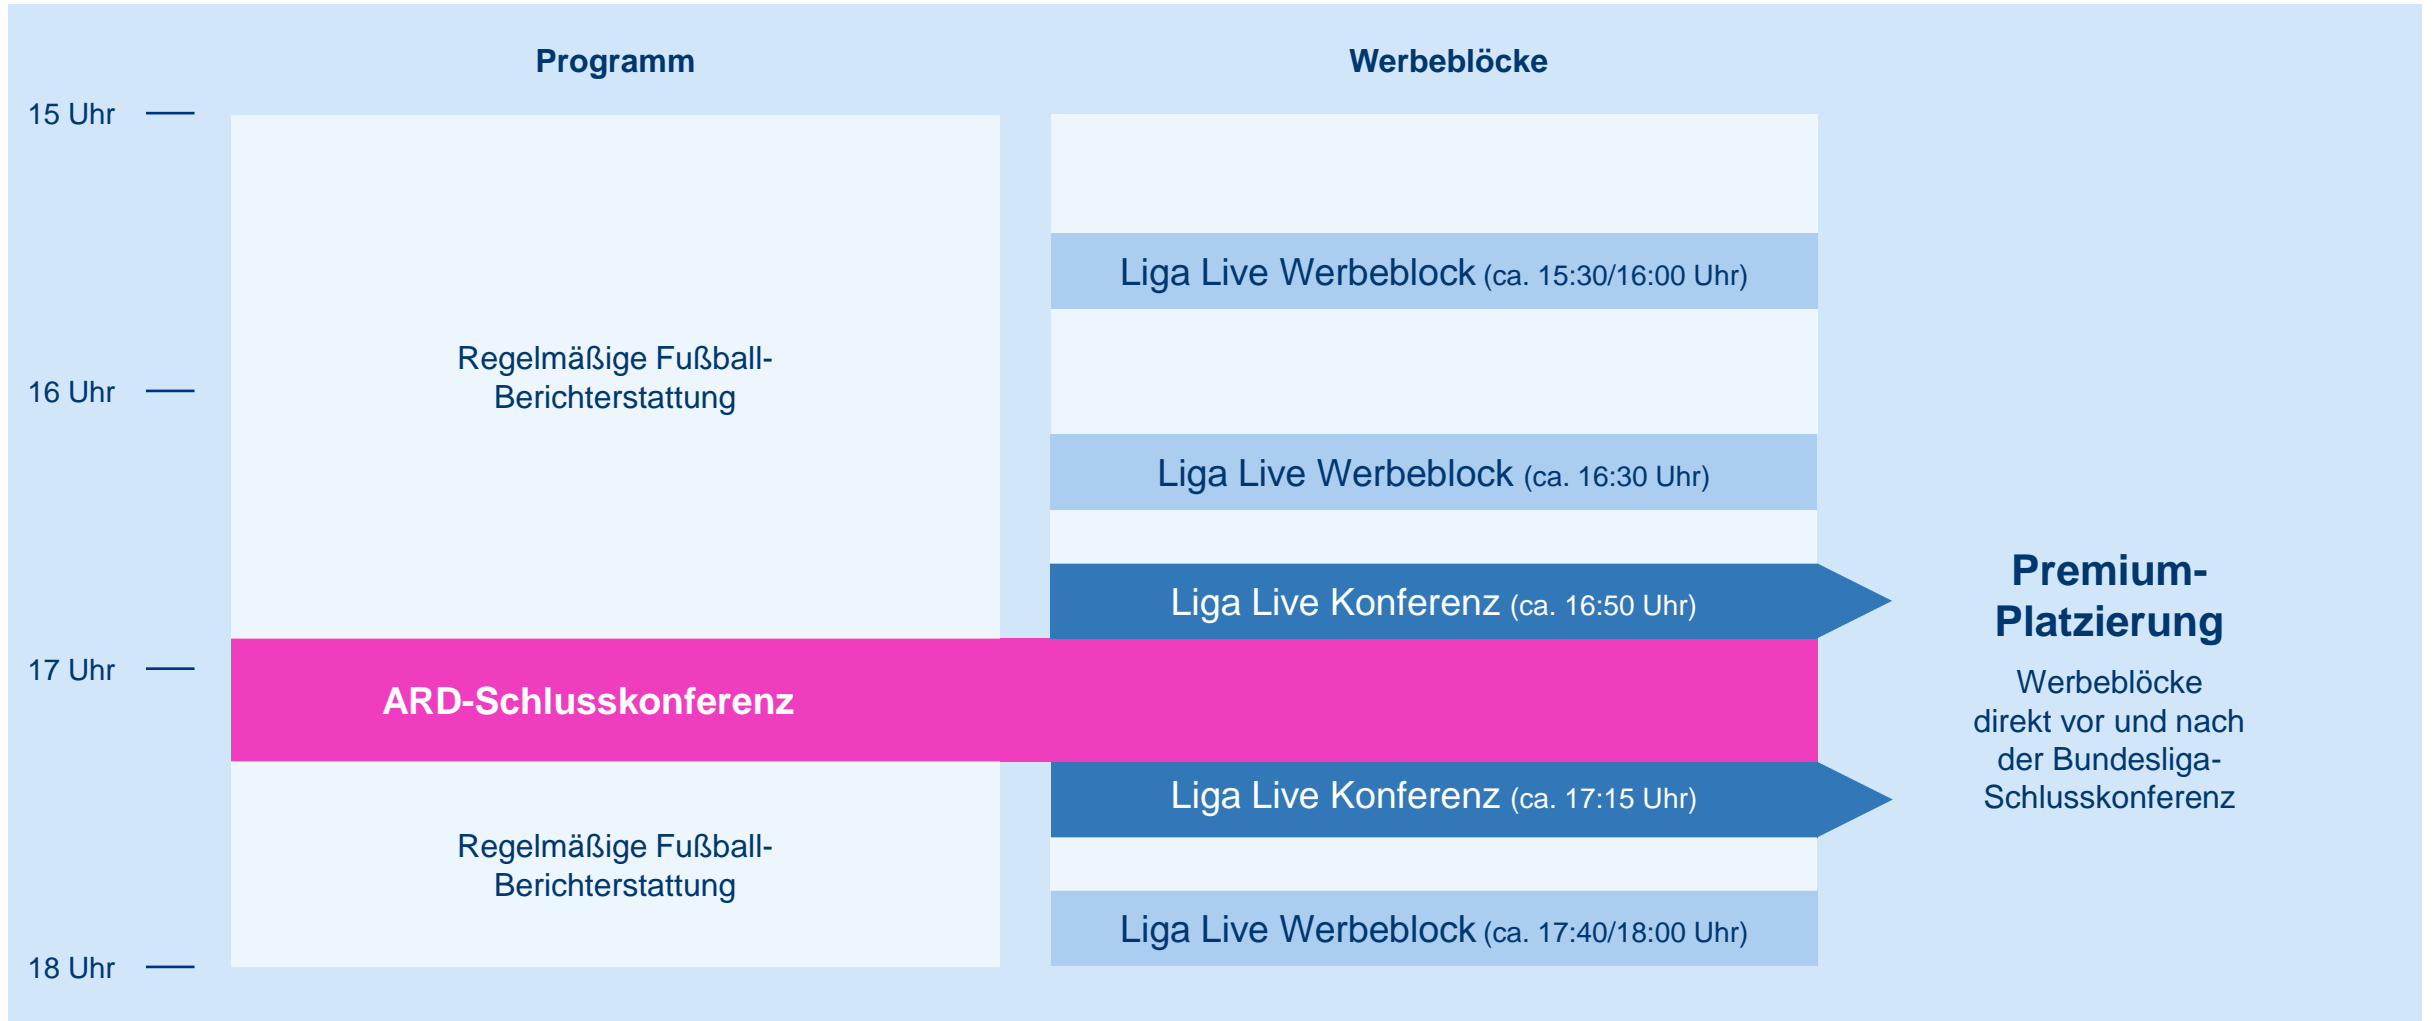 Programm
Werbeblöcke
15 Uhr
Liga Live Werbeblock (ca. 15:30/16:00 Uhr)
Regelmäßige Fußball-
Berichterstattung
16 Uhr
Liga Live Werbeblock (ca. 16:30 Uhr)
Liga Live Konferenz (ca. 16:50 Uhr)
Premium-
Platzierung
Werbeblöcke
direkt vor und nach
der Bundesliga-
Schlusskonferenz
17 Uhr
ARD-Schlusskonferenz
Liga Live Konferenz (ca. 17:15 Uhr)
Regelmäßige Fußball-
Berichterstattung
Liga Live Werbeblock (ca. 17:40/18:00 Uhr)
18 Uhr